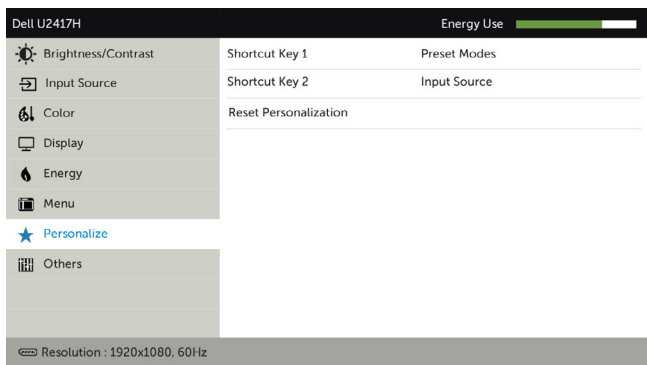 Dell U2417H
Energy Use
Brightness/Contrast
Shortcut Key 1
Preset Modes
Input Source
Shortcut Key 2
Input Source
Color
Reset Personalization
Display
Energy
Menu
Personalize
Others
Resolution : 1920x1080, 60Hz